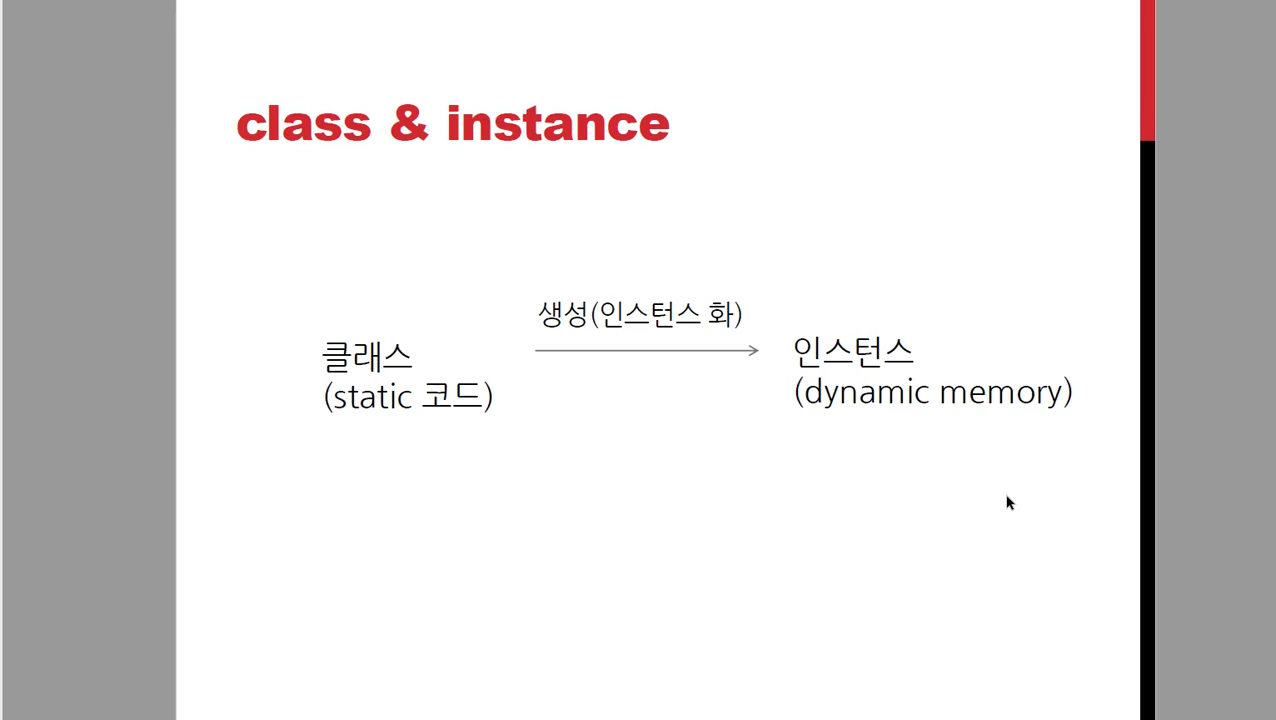 class & instance
생성(인스턴스 화)
클래스
(static 코드)
인스턴스
(dynamic memory)